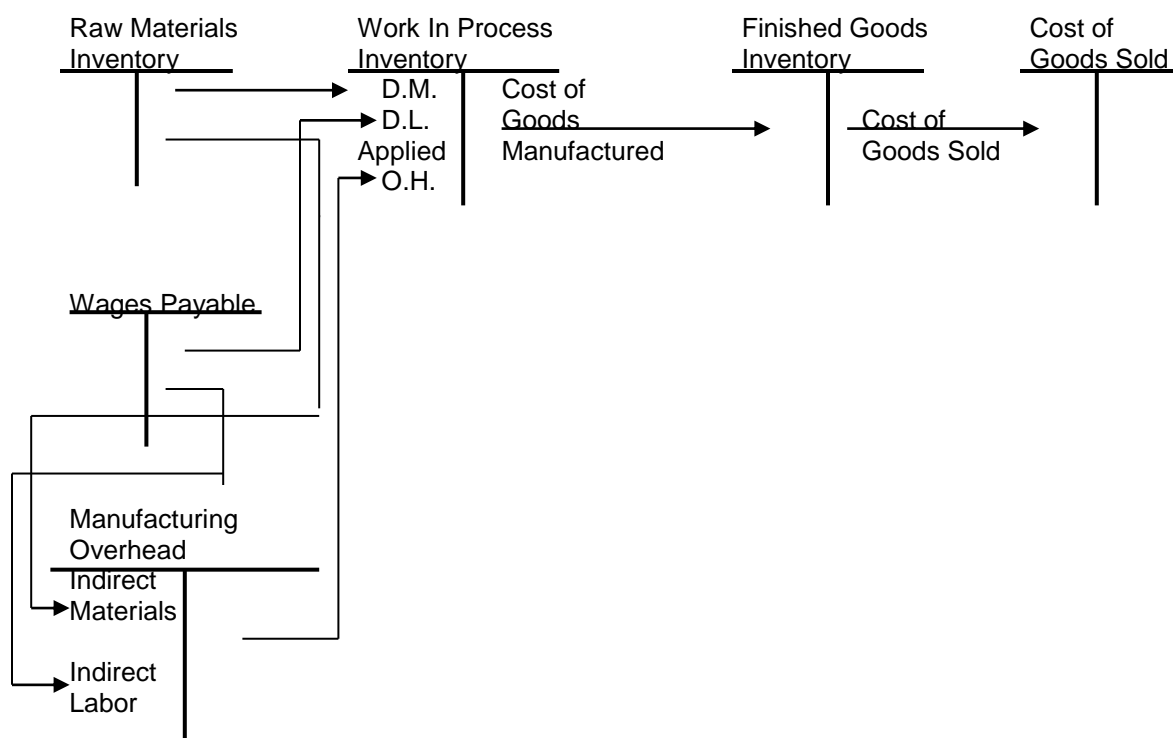 Raw Materials
Inventory
Work In Process
Inventory
Finished Goods
Inventory
Cost of
Goods Sold
D.M.
D.L.
Applied
O.H.
Cost of
Goods
Manufactured
Cost of
Goods Sold
Wages Payable
Manufacturing
Overhead
Indirect
Materials
Indirect
Labor